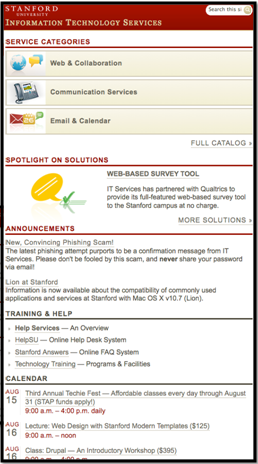 STANFORD
UNIVERSITY
Search this si
INFORMATION TECHNOLOGY SERVICES
SERVICE CATEGORIES
Web & Collaboration
Communication Services
Email & Calendar
FULL CATALOG »
SPOTLIGHT ON SOLUTIONS
WEB-BASED SURVEY TOOL
IT Services has partnered with Qualtrics to
provide its full-featured web-based survey
tool to the Stanford campus at no charge.
MORE SOLUTIONS »
ANNOUNCEMENTS
New, Convincing Phishing Scam!
The latest phishing attempt purports to be a confirmation message from IT
Services. Please don't be fooled by this scam, and never share your password
via email!
Lion at Stanford
Information is now available about the compatibility of commonly used
applications and services at Stanford with Mac OS X v10.7 (Lion).
TRAINING & HELP
» Help Services — An Overview
» HelpSU — Online Help Desk System
» Stanford Answers — Online FAQ System
» Technology Training — Programs & Facilities
CALENDAR
AUG
15
Third Annual Techie Fest — Affordable classes every day through August
31 (STAP funds apply!)
9:00 a.m. – 4:00 p.m. daily
AUG
16
Lecture: Web Design with Stanford Modern Templates ($125)
9:00 a.m. – noon
AUG
16
Class: Drupal — An Introductory Workshop ($395)